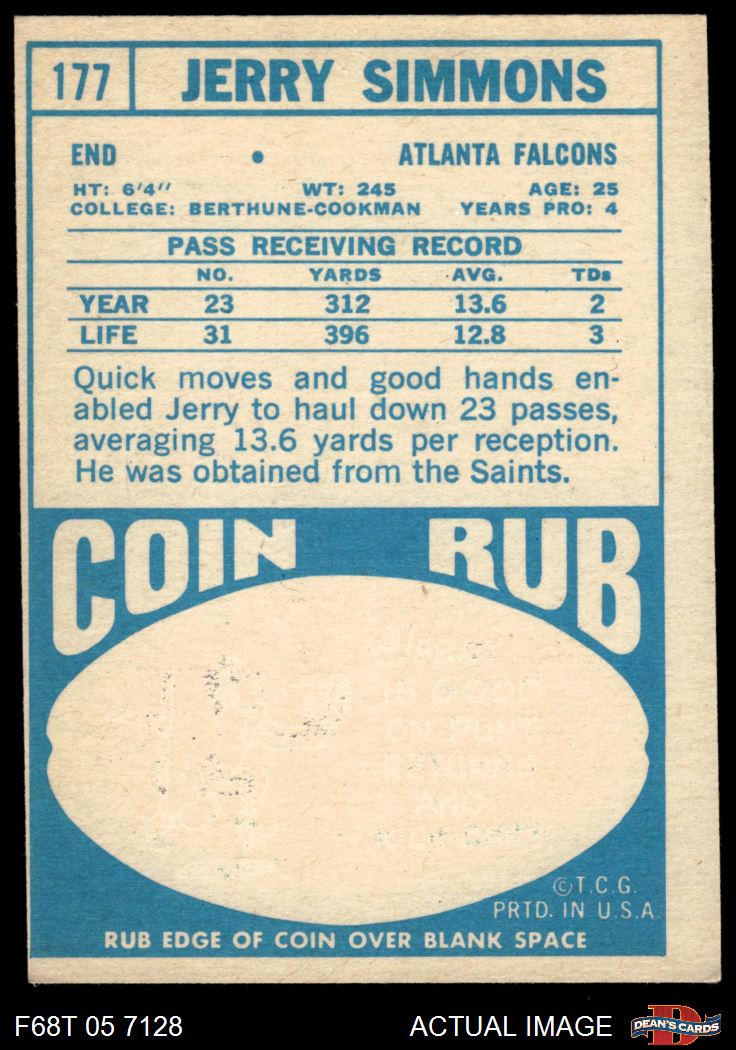 177 JERRY SIMMONS
END • ATLANTA FALCONS
HT: 6'4" WT: 245 AGE: 25
COLLEGE: BERTHUNE-COOKMAN YEARS PRO: 4
PASS RECEIVING RECORD
NO. YARDS AVG. TDs
YEAR 23 312 13.6 2
LIFE 31 396 12.8 3
Quick moves and good hands en-
abled Jerry to haul down 23 passes,
averaging 13.6 yards per reception.
He was obtained from the Saints.
COIN RUB
IS GOOD
AND
©T.C.G.
PRTD. IN U.S.A.
RUB EDGE OF COIN OVER BLANK SPACE
F68T 05 7128 ACTUAL IMAGE DEAN'S CARDS